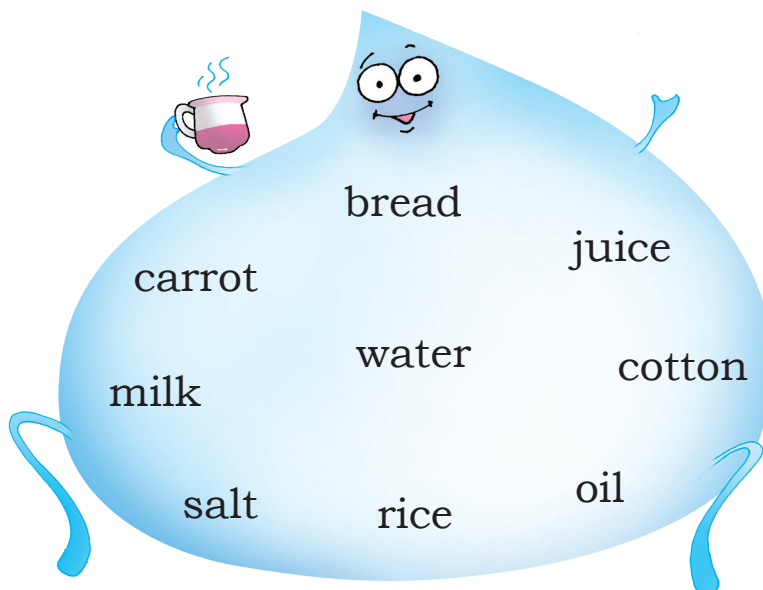 bread
juice
carrot
water
cotton
milk
oil
salt
rice